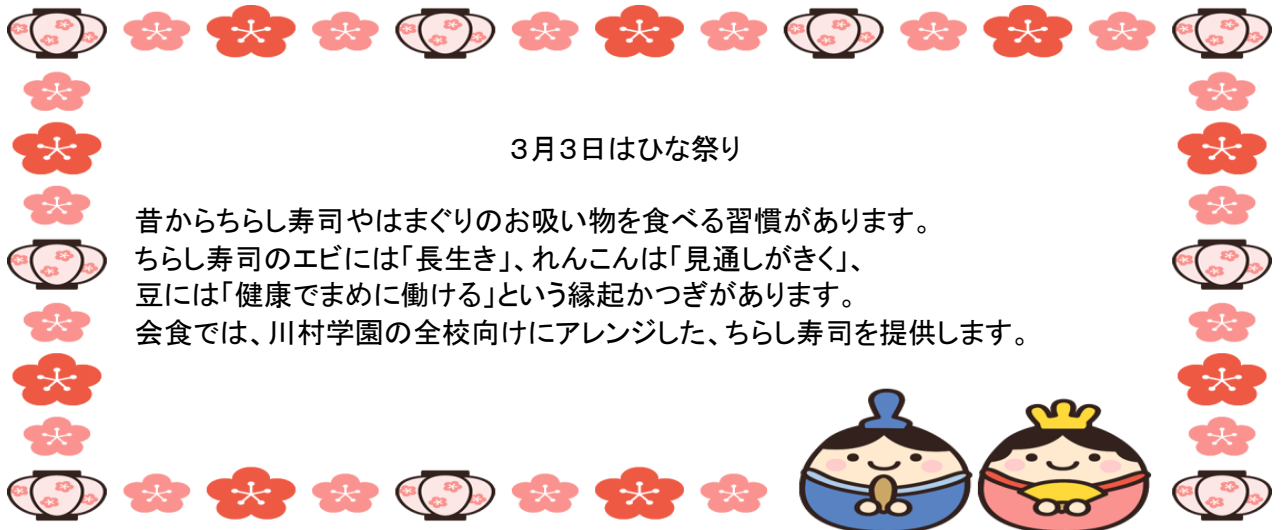 ３月３日はひな祭り
昔からちらし寿司やはまぐりのお吸い物を食べる習慣があります。
ちらし寿司のエビには「長生き」、れんこんは「見通しがきく」、
豆には「健康でまめに働ける」という縁起かつぎがあります。
会食では、川村学園の全校向けにアレンジした、ちらし寿司を提供します。